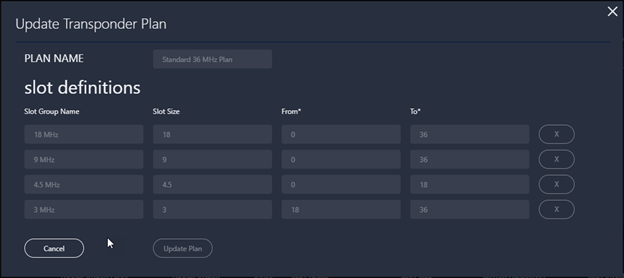 Update Transponder Plan
PLAN NAME Standard 36 MHz Plan
slot definitions
Slot Group Name Slot Size From* To*
18 MHz 18 0 36 X
9 MHz 9 0 36 X
4.5 MHz 4.5 0 18 X
3 MHz 3 18 36 X
Cancel Update Plan